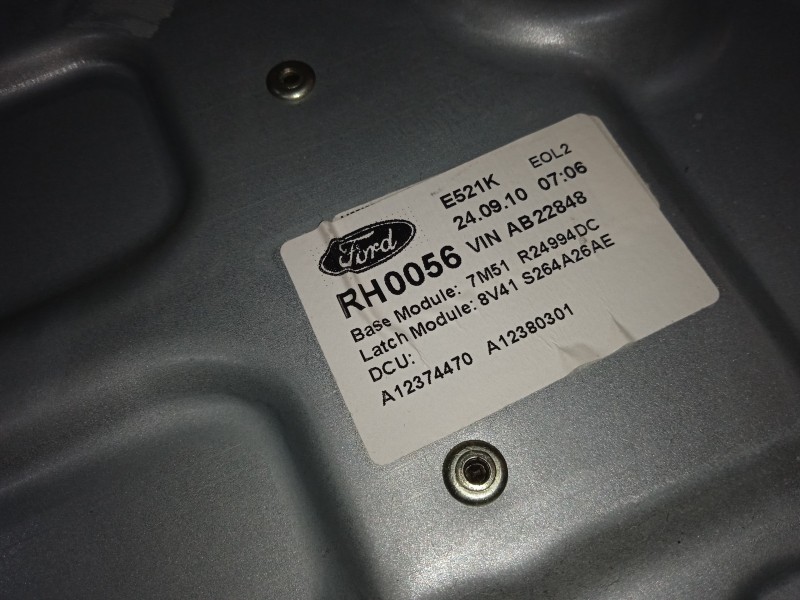 E521K EOL2
24.09.10 07:06
Ford
RH0056 VIN AB22848
Base Module: 7M51 R24994DC
Latch Module: 8V41 S264A26AE
DCU:
A12374470 A12380301